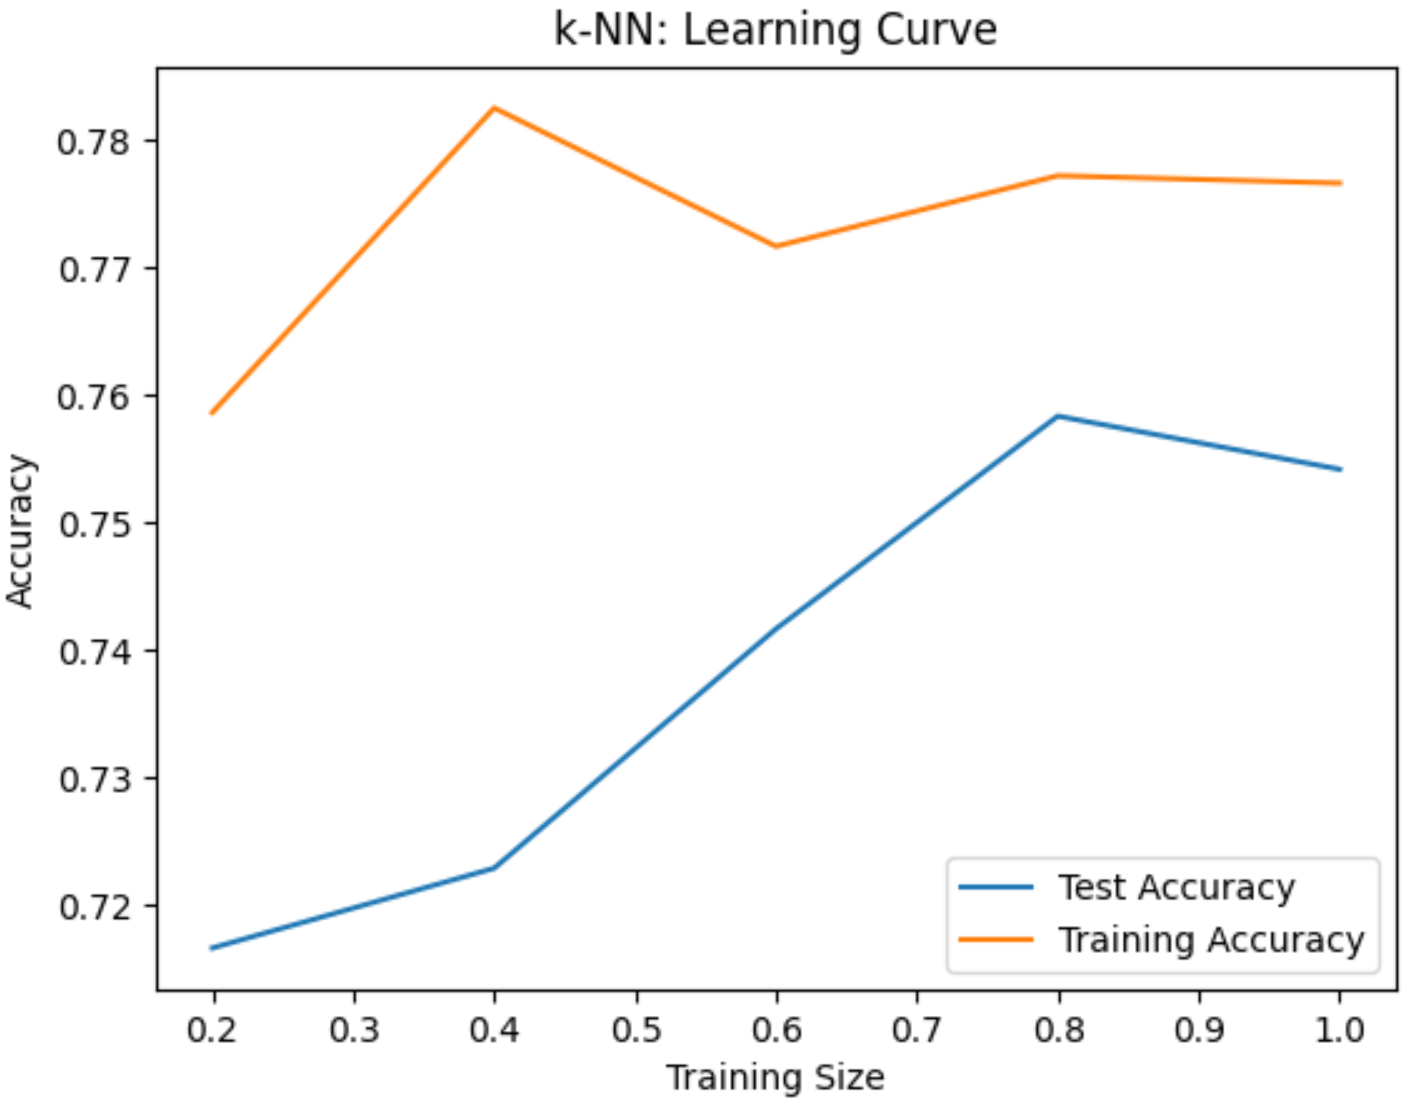 k-NN: Learning Curve
0.78
0.77
0.76
0.75
0.74
0.73
0.72
Accuracy
Test Accuracy
Training Accuracy
0.2 0.3 0.4 0.5 0.6 0.7 0.8 0.9 1.0
Training Size